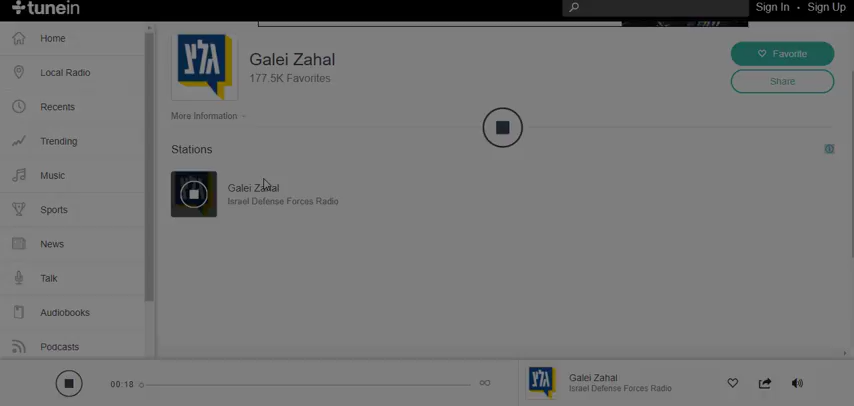 tunein
Sign In • Sign Up
Home
Local Radio
Recents
Trending
Music
Sports
News
Talk
Audiobooks
Podcasts
גלצ
Galei Zahal
177.5K Favorites
Favorite
Share
More Information
Stations
Galei Zahal
Israel Defense Forces Radio
00:18
Galei Zahal
Israel Defense Forces Radio